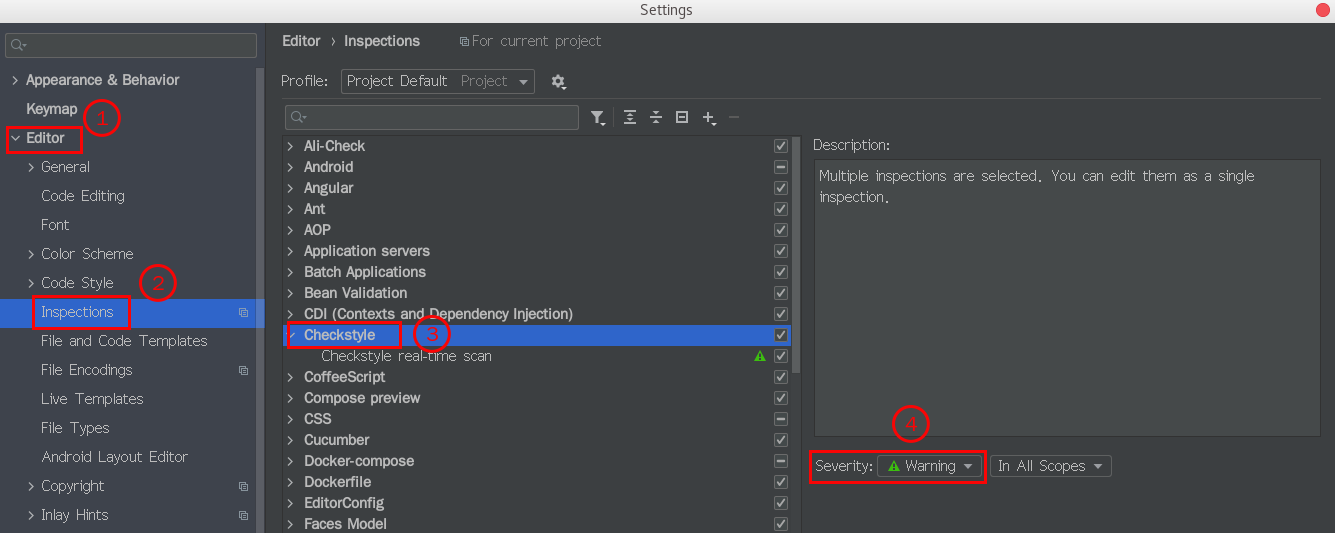 Settings
Editor › Inspections For current project
Appearance & Behavior
Keymap
1
Editor
General
Code Editing
Font
Color Scheme
Code Style
2
Inspections
File and Code Templates
File Encodings
Live Templates
File Types
Android Layout Editor
Copyright
Inlay Hints
Profile: Project Default Project
Ali-Check
Android
Angular
Ant
AOP
Application servers
Batch Applications
Bean Validation
CDI (Contexts and Dependency Injection)
Checkstyle
3
Checkstyle real-time scan
CoffeeScript
Compose preview
CSS
Cucumber
Docker-compose
Dockerfile
EditorConfig
Faces Model
Description:
Multiple inspections are selected. You can edit them as a single
inspection.
4
Severity: Warning In All Scopes